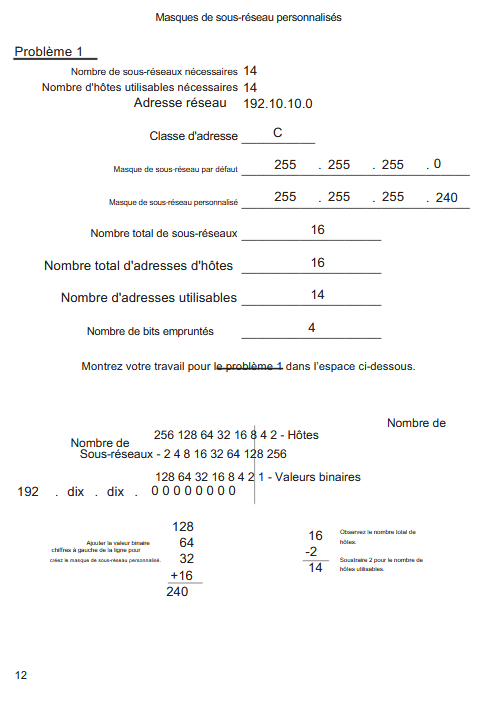 Masques de sous-réseau personnalisés
Problème 1
Nombre de sous-réseaux nécessaires 14
Nombre d'hôtes utilisables nécessaires 14
Adresse réseau 192.10.10.0
Classe d'adresse C
Masque de sous-réseau par défaut 255 . 255 . 255 . 0
Masque de sous-réseau personnalisé 255 . 255 . 255 . 240
Nombre total de sous-réseaux 16
Nombre total d'adresses d'hôtes 16
Nombre d'adresses utilisables 14
Nombre de bits empruntés 4
Montrez votre travail pour le problème 1 dans l'espace ci-dessous.
Nombre de
256 128 64 32 16 8 4 2 - Hôtes
Nombre de
Sous-réseaux - 2 4 8 16 32 64 128 256
128 64 32 16 8 4 2 1 - Valeurs binaires
192 . dix . dix . 0 0 0 0 0 0 0 0
Ajouter la valeur binaire
chiffres à gauche de la ligne pour
créez le masque de sous-réseau personnalisé.
128
64
32
+16
240
16
-2
14
Observez le nombre total de
hôtes.
Soustraire 2 pour le nombre de
hôtes utilisables.
12